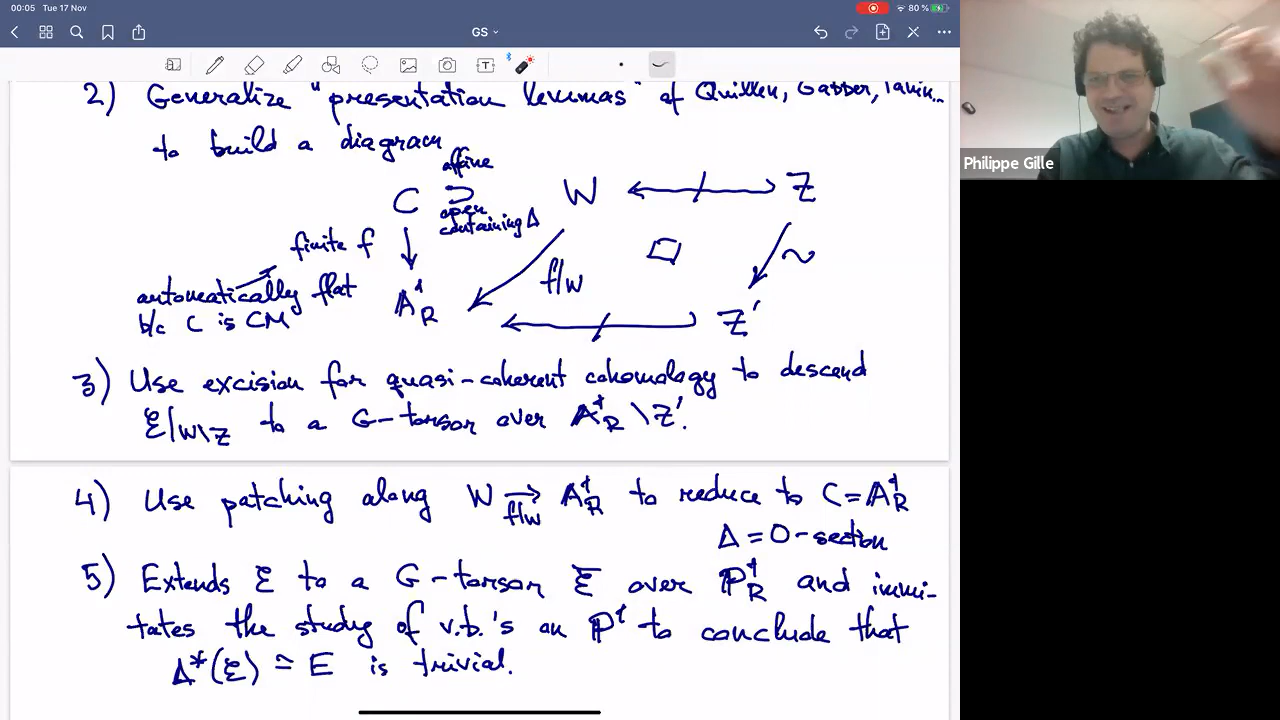 00:05 Tue 17 Nov
80 %
GS
2) Generalize "presentation lemmas" of Quillen, Gabber,
to build a diagram
affine
C ⊃ W ↩ Z
open
containing Δ
finite f
f/W
~
automatically flat
b/c C is CM
A¹_R ↩ Z'
3) Use excision for quasi-coherent cohomology to descend
ℰ|W\Z to a G-torsor over A¹_R \ Z'.
4) Use patching along W → A¹_R to reduce to C = A¹_R
f/W
Δ = 0-section
5) Extends ℰ to a G-torsor ℰ̅ over P¹_R and immi-
tates the study of v.b.'s on P¹ to conclude that
Δ*(ℰ) ≃ E is trivial.
Philippe Gille